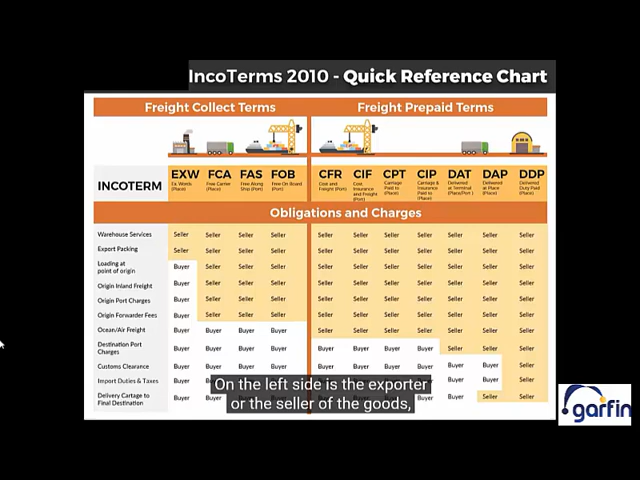 IncoTerms 2010 - Quick Reference Chart
Freight Collect Terms Freight Prepaid Terms
INCOTERM EXW FCA FAS FOB CFR CIF CPT CIP DAT DAP DDP
Ex Works (Place) Free Carrier (Place) Free Along Ship (Port) Free On Board (Port) Cost and Freight (Port) Cost Insurance and Freight (Port) Carriage Paid to (Place) Carriage & Insurance Paid to (Place) Delivered at Terminal (Place/Port) Delivered at Place (Place) Delivered Duty Paid (Place)
Obligations and Charges
Warehouse Services Seller Seller Seller Seller Seller Seller Seller Seller Seller Seller Seller
Export Packing Seller Seller Seller Seller Seller Seller Seller Seller Seller Seller Seller
Loading at point of origin Buyer Seller Seller Seller Seller Seller Seller Seller Seller Seller Seller
Origin Inland Freight Buyer Seller Seller Seller Seller Seller Seller Seller Seller Seller Seller
Origin Port Charges Buyer Seller Seller Seller Seller Seller Seller Seller Seller Seller Seller
Origin Forwarder Fees Buyer Seller Seller Seller Seller Seller Seller Seller Seller Seller Seller
Ocean/Air Freight Buyer Buyer Buyer Buyer Seller Seller Seller Seller Seller Seller Seller
Destination Port Charges Buyer Buyer Buyer Buyer Buyer Buyer Buyer Buyer Seller Seller Seller
Customs Clearance Buyer Buyer Buyer Buyer Buyer Buyer Buyer Buyer Buyer Buyer Seller
Import Duties & Taxes Buyer Buyer Buyer Seller
Delivery Cartage to Final Destination Buyer Buyer Seller Seller
On the left side is the exporter
or the seller of the goods,
garfin